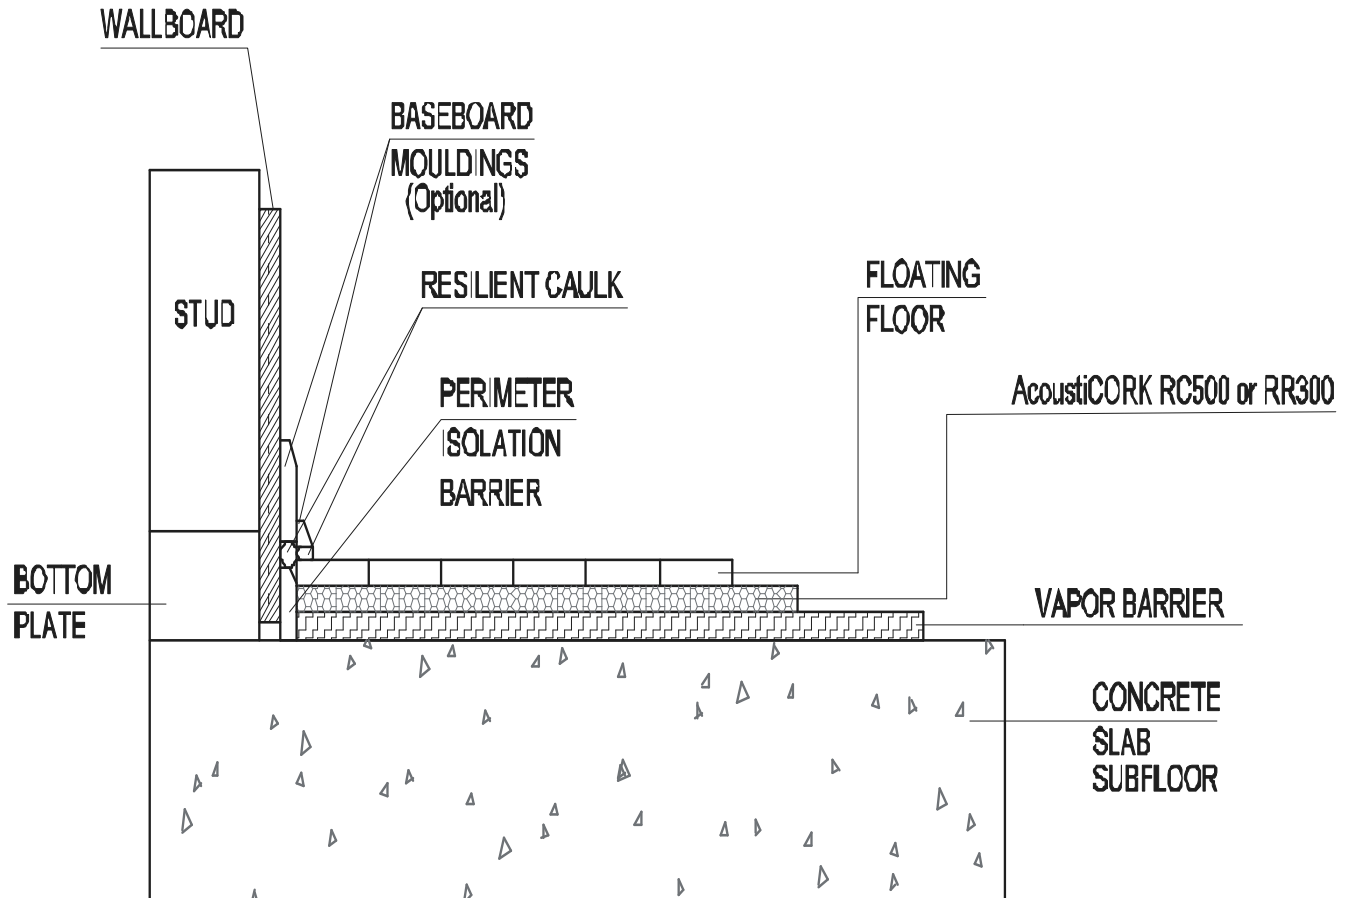 WALLBOARD
BASEBOARD
MOULDINGS
(Optional)
RESILIENT CAULK
FLOATING
FLOOR
STUD
PERIMETER
ISOLATION
BARRIER
AcoustiCORK RC500 or RR300
BOTTOM
PLATE
VAPOR BARRIER
CONCRETE
SLAB
SUBFLOOR